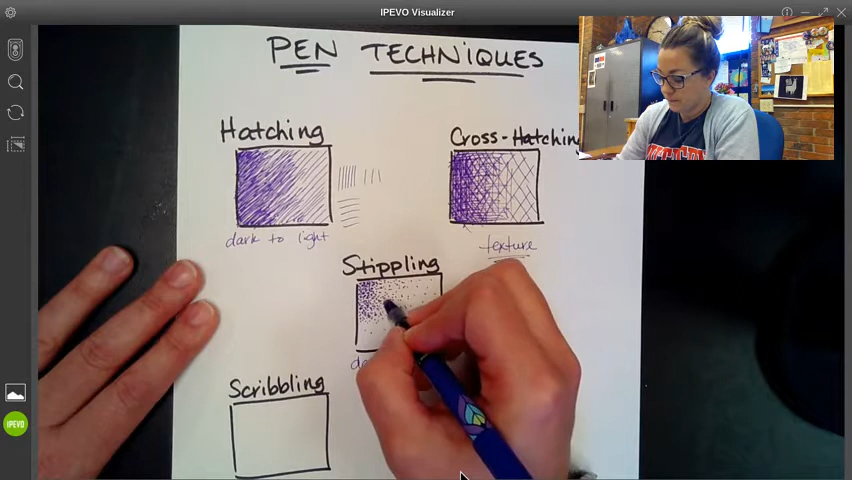 IPEVO Visualizer
PEN TECHNIQUES
Hatching
Cross-Hatching
dark to light
texture
Stippling
Scribbling
IPEVO